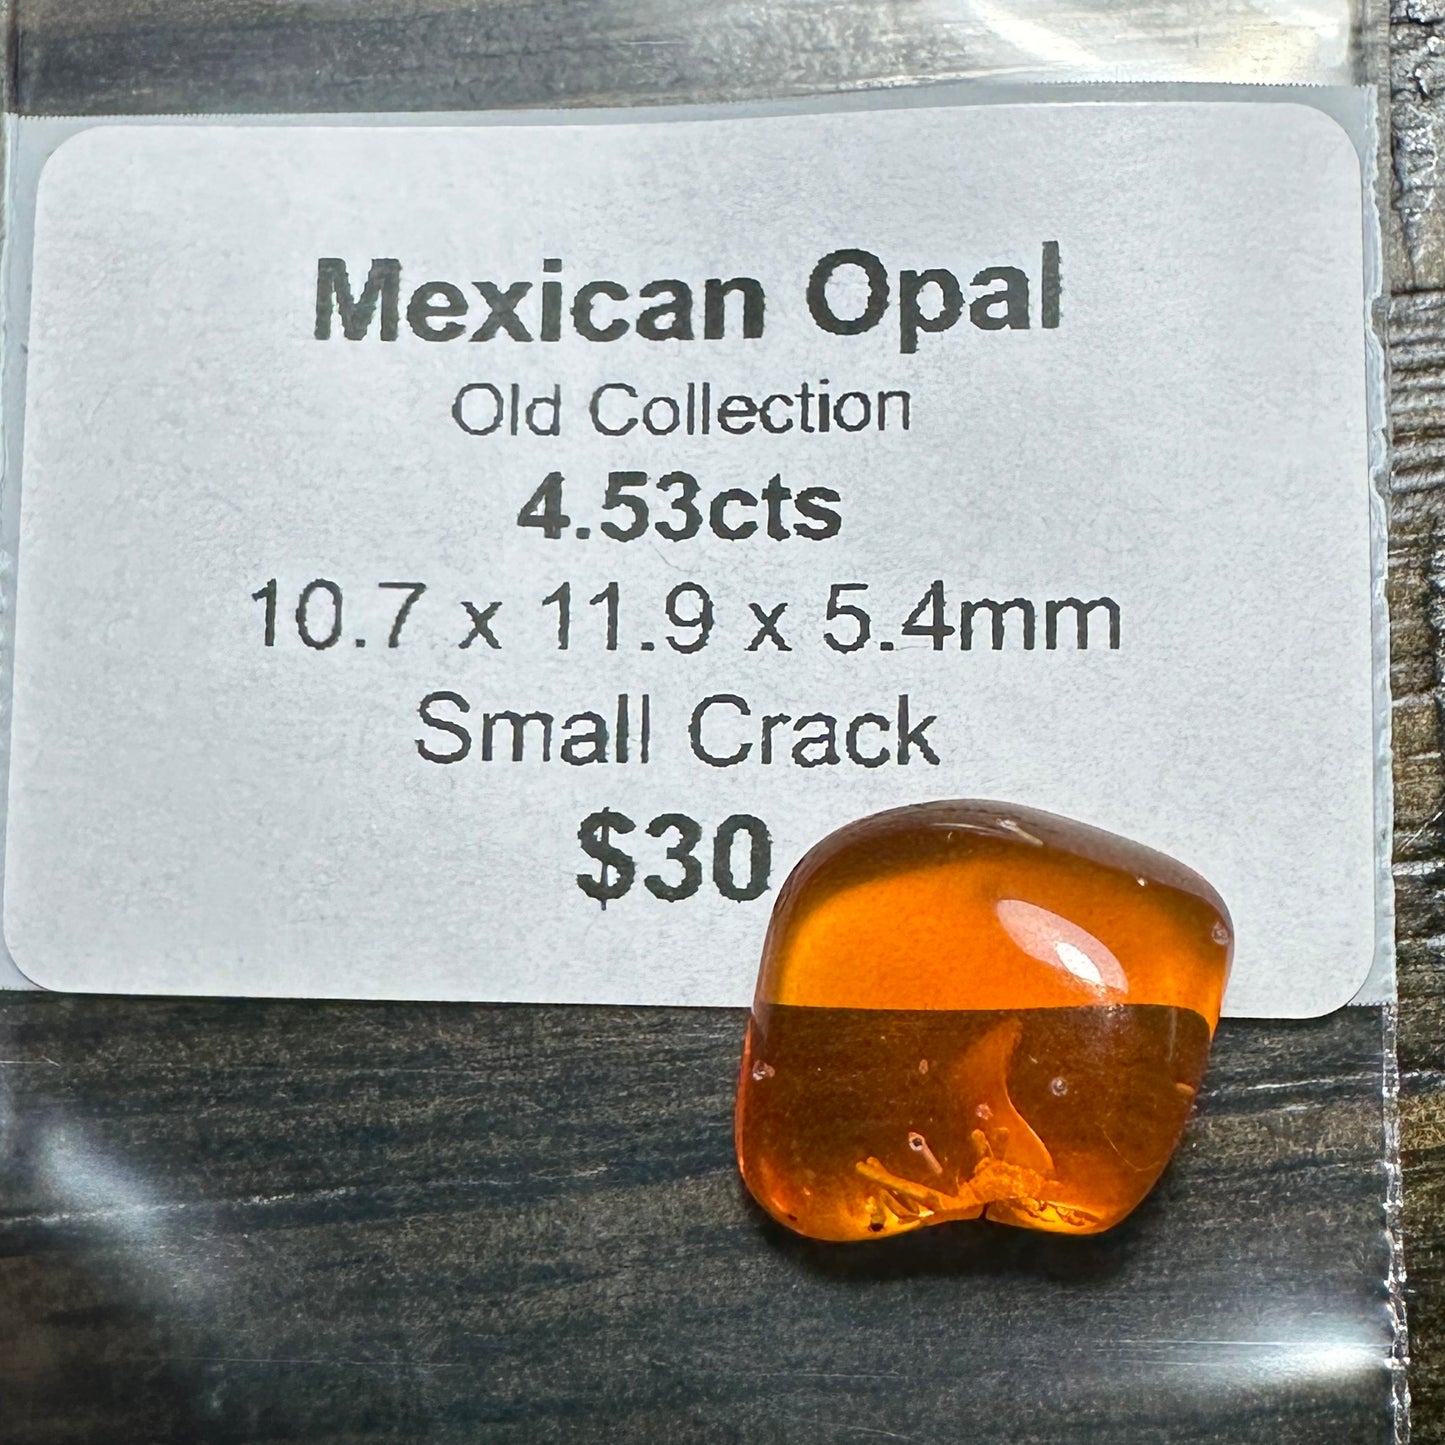 Mexican Opal
Old Collection
4.53cts
10.7 x 11.9 x 5.4mm
Small Crack
$30